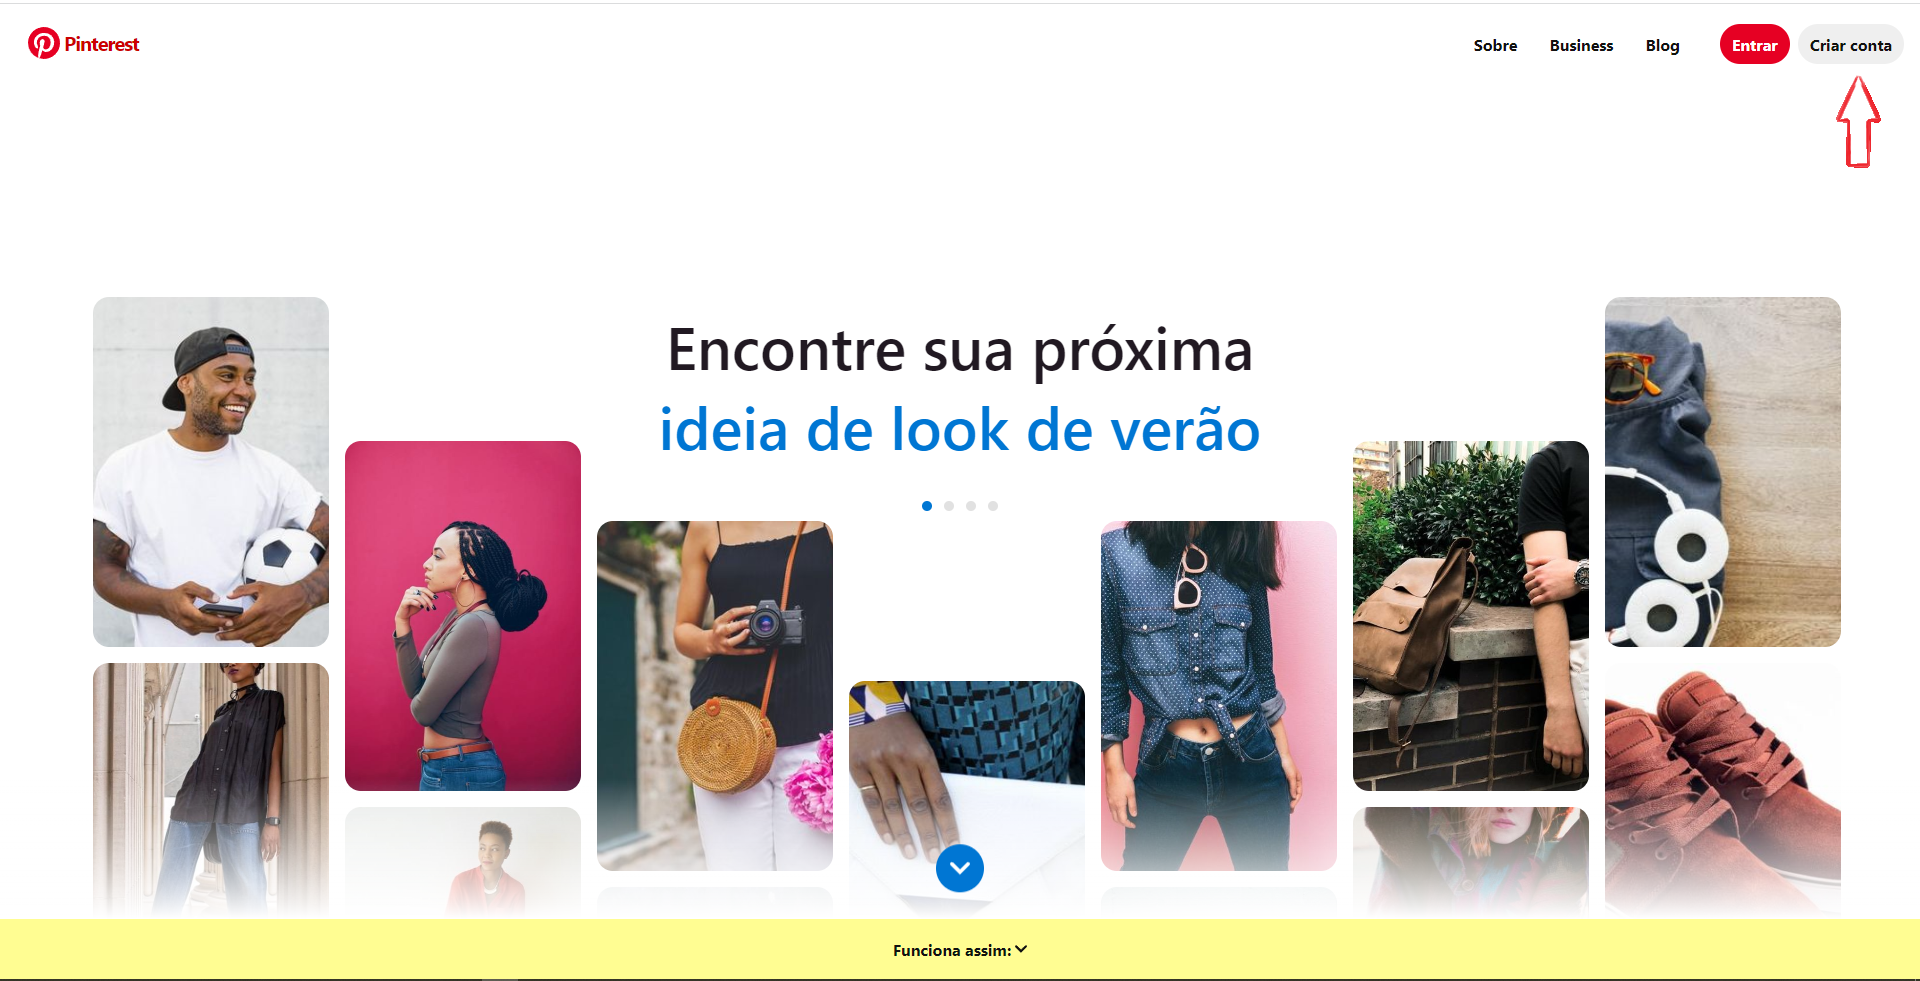 Pinterest
Sobre Business Blog Entrar Criar conta
Encontre sua próxima
ideia de look de verão
Funciona assim: